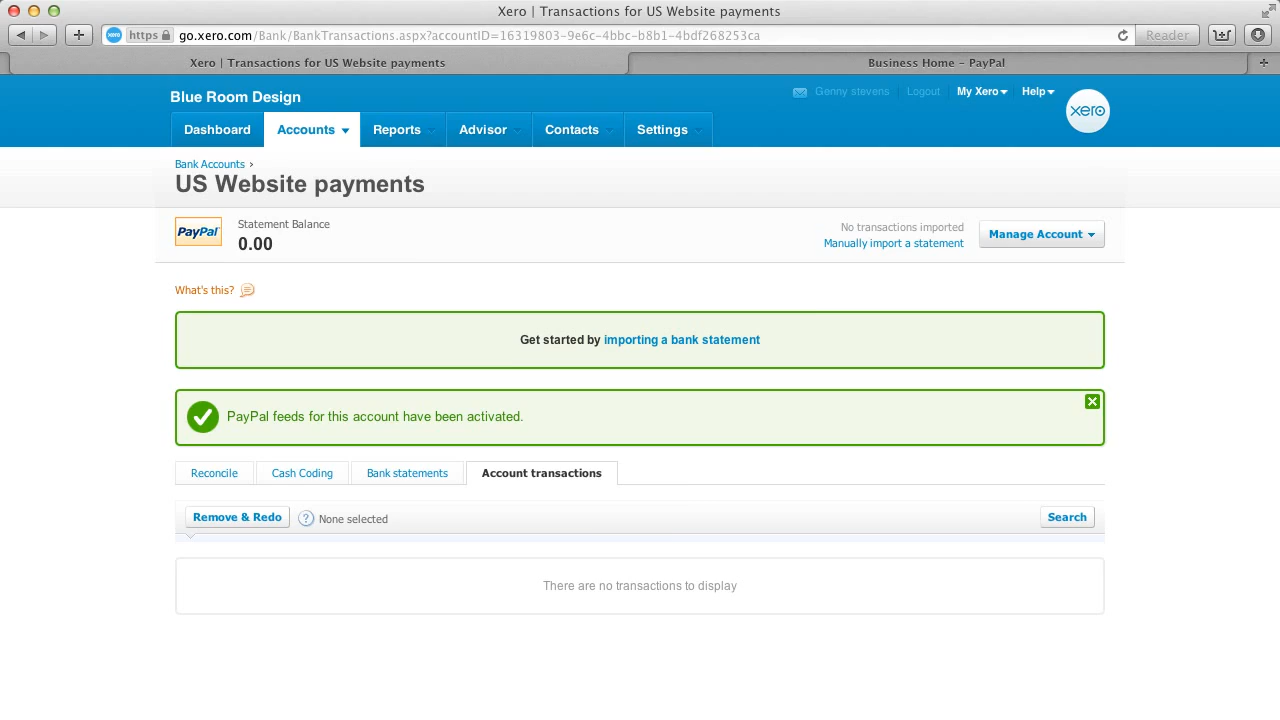 Xero | Transactions for US Website payments
https go.xero.com/Bank/BankTransactions.aspx?accountID=16319803-9e6c-4bbc-b8b1-4bdf268253ca Reader
Xero | Transactions for US Website payments Business Home – PayPal
Blue Room Design Genny stevens Logout My Xero Help xero
Dashboard Accounts Reports Advisor Contacts Settings
Bank Accounts ›
US Website payments
PayPal Statement Balance No transactions imported
0.00 Manually import a statement Manage Account
What's this?
Get started by importing a bank statement
PayPal feeds for this account have been activated.
Reconcile Cash Coding Bank statements Account transactions
Remove & Redo ? None selected Search
There are no transactions to display